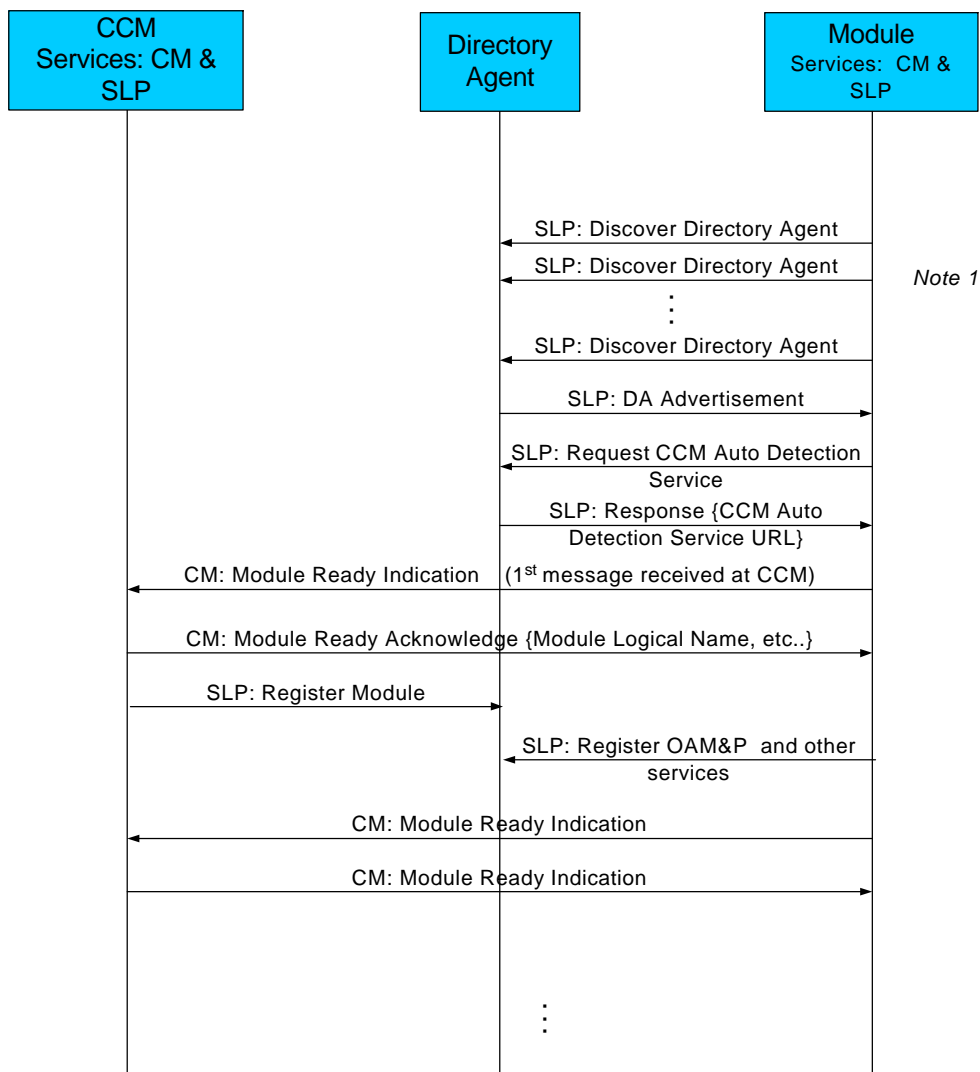 CCM
Services: CM &
SLP
Directory
Agent
Module
Services: CM &
SLP
SLP: Discover Directory Agent
SLP: Discover Directory Agent
Note 1
SLP: Discover Directory Agent
SLP: DA Advertisement
SLP: Request CCM Auto Detection
Service
SLP: Response {CCM Auto
Detection Service URL}
CM: Module Ready Indication (1st message received at CCM)
CM: Module Ready Acknowledge {Module Logical Name, etc..}
SLP: Register Module
SLP: Register OAM&P and other
services
CM: Module Ready Indication
CM: Module Ready Indication